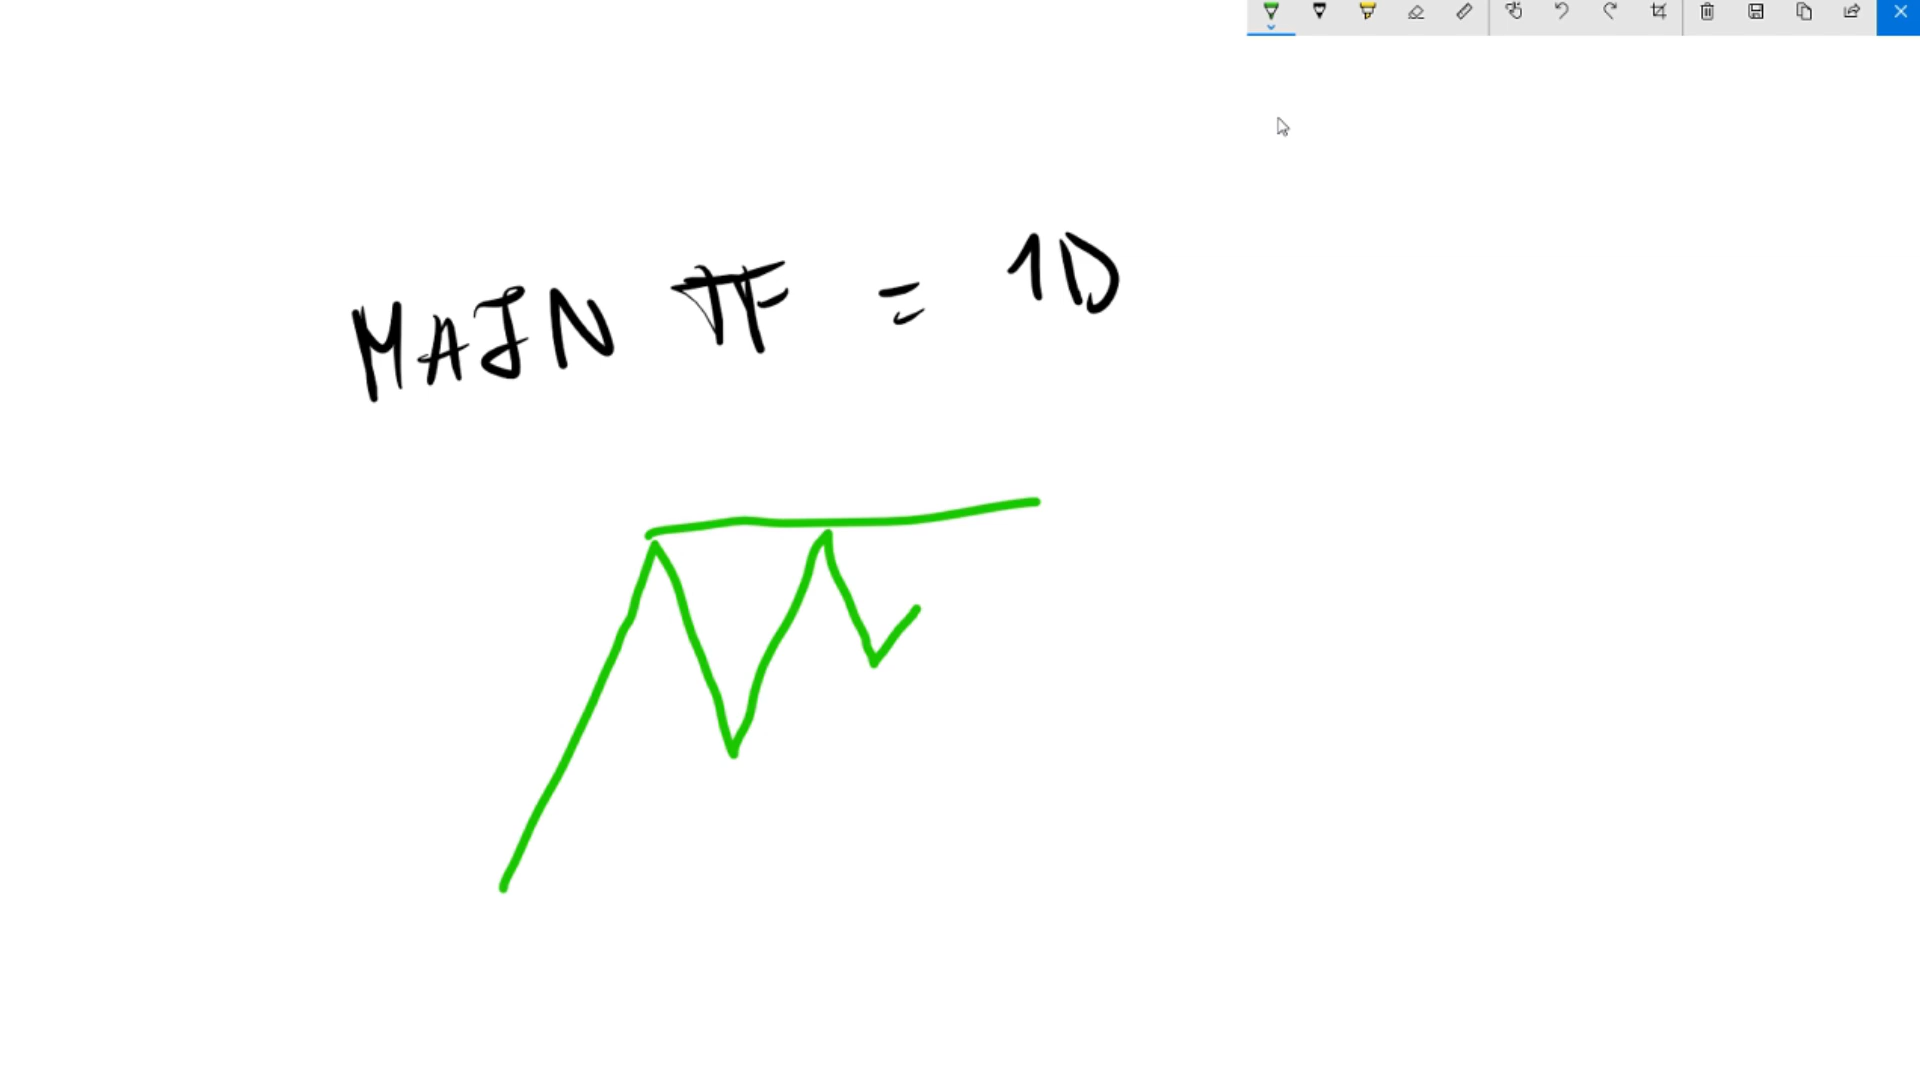 MAIN TF = 1D